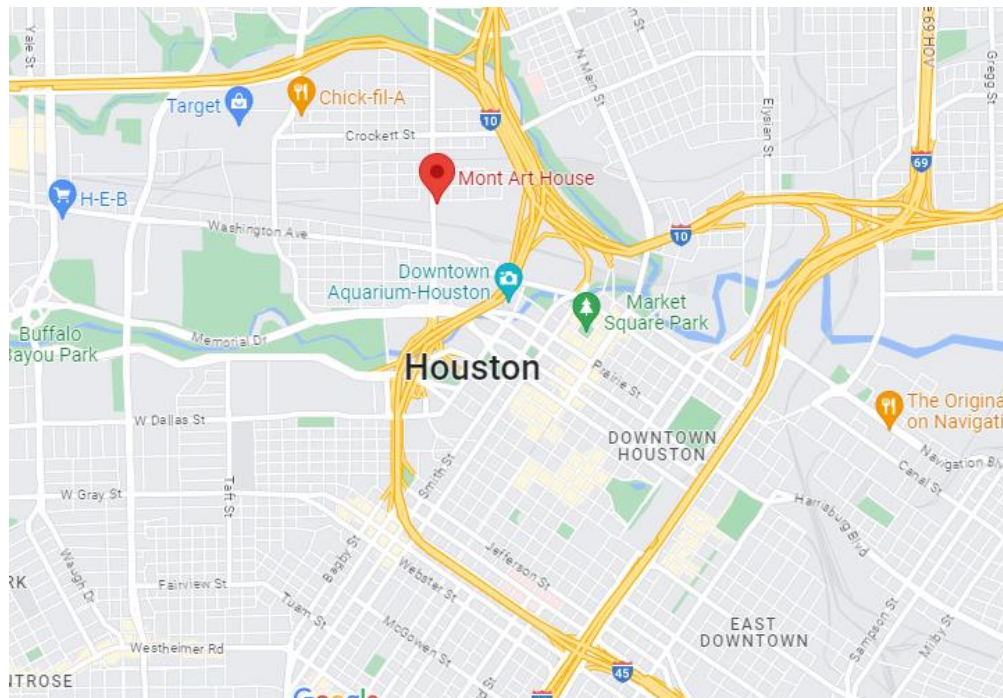 Yale St
Target
Chick-fil-A
10
N Main St
69 HOV
Gregg St
Crockett St
Elysian St
69
Mont Art House
H-E-B
Washington Ave
10
Downtown
Aquarium-Houston
Market
Square Park
Buffalo
Bayou Park
Memorial Dr
Houston
Prairie St
W Dallas St
The Origina
on Navigati
DOWNTOWN
HOUSTON
Navigation Blv
Canal St
Smith St
W Gray St
Taft St
Harrisburg Blvd
Bagby St
Jefferson St
Waugh Dr
RK
Fairview St
Webster St
Tuam St
McGowen St
EAST
DOWNTOWN
Sampson St
Milby St
Westheimer Rd
45
NTROSE
Google